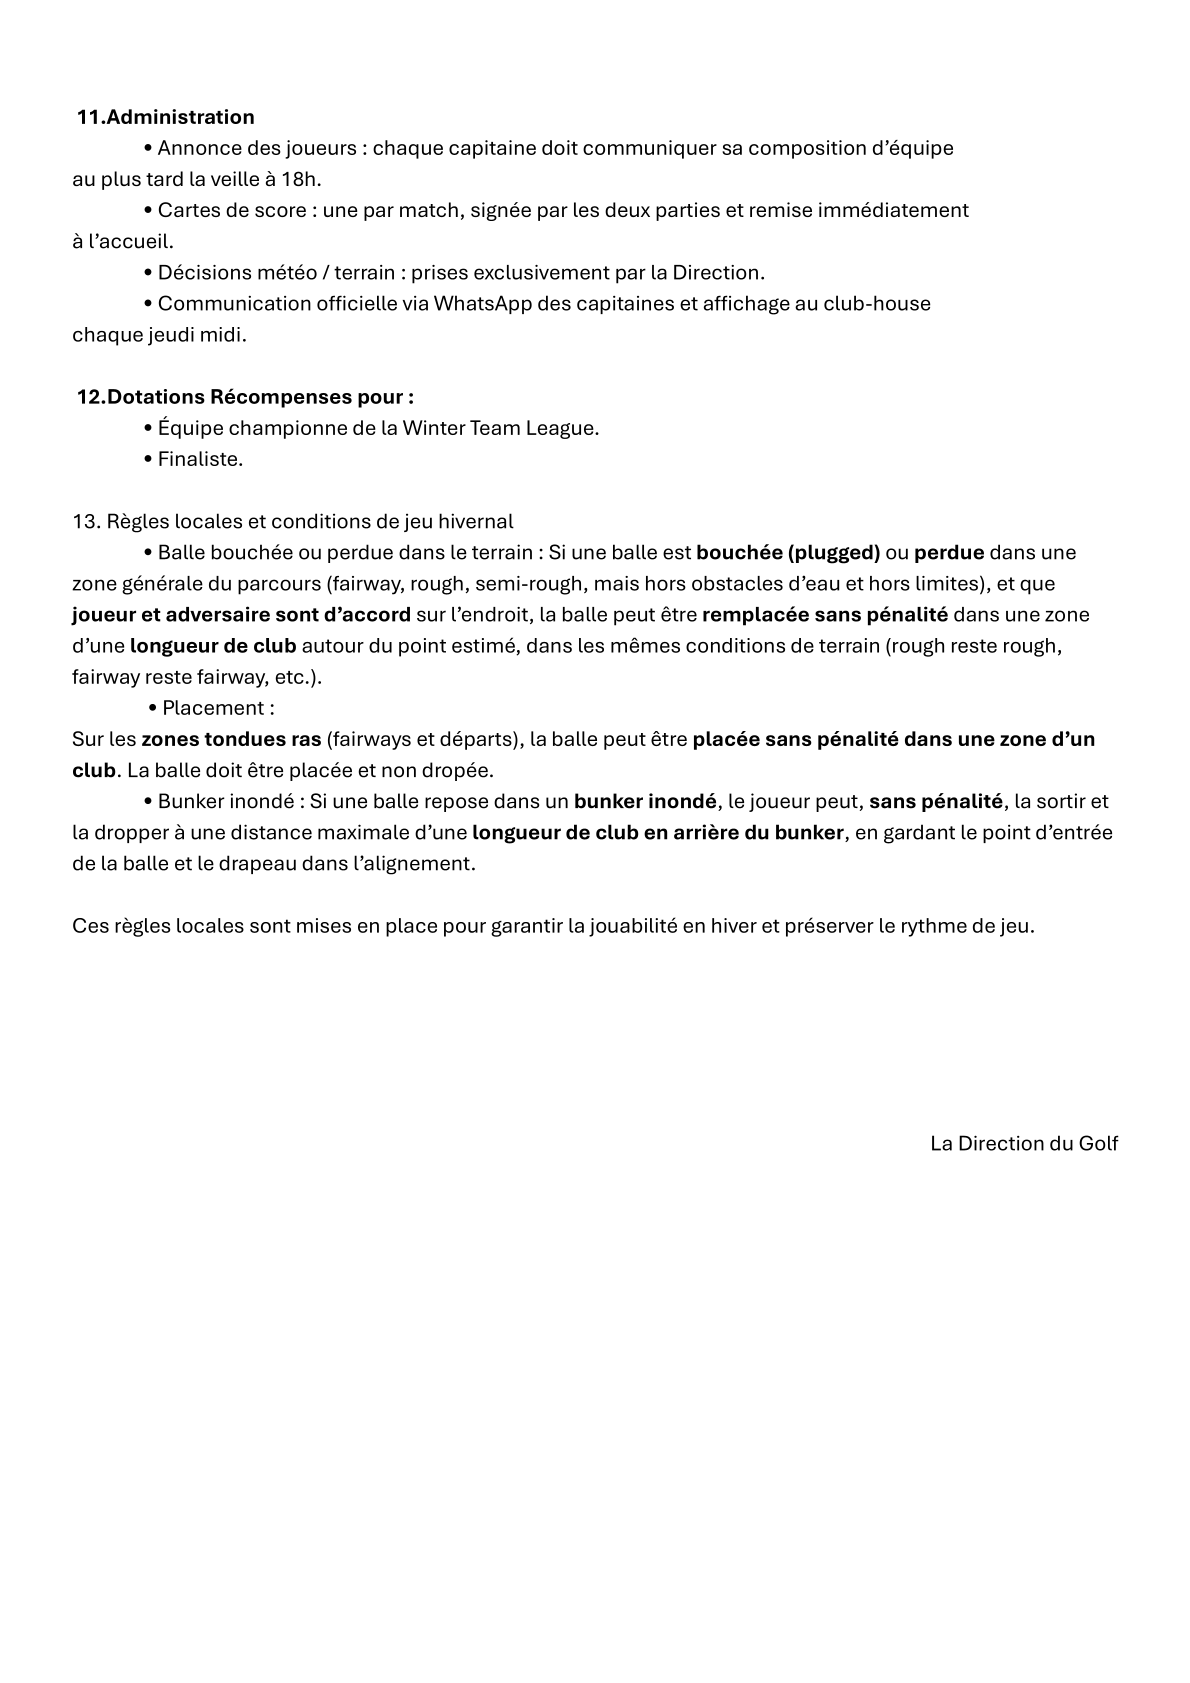 11.Administration
• Annonce des joueurs : chaque capitaine doit communiquer sa composition d’équipe
au plus tard la veille à 18h.
• Cartes de score : une par match, signée par les deux parties et remise immédiatement
à l’accueil.
• Décisions météo / terrain : prises exclusivement par la Direction.
• Communication officielle via WhatsApp des capitaines et affichage au club-house
chaque jeudi midi.
12.Dotations Récompenses pour :
• Équipe championne de la Winter Team League.
• Finaliste.
13. Règles locales et conditions de jeu hivernal
• Balle bouchée ou perdue dans le terrain : Si une balle est bouchée (plugged) ou perdue dans une
zone générale du parcours (fairway, rough, semi-rough, mais hors obstacles d’eau et hors limites), et que
joueur et adversaire sont d’accord sur l’endroit, la balle peut être remplacée sans pénalité dans une zone
d’une longueur de club autour du point estimé, dans les mêmes conditions de terrain (rough reste rough,
fairway reste fairway, etc.).
• Placement :
Sur les zones tondues ras (fairways et départs), la balle peut être placée sans pénalité dans une zone d’un
club. La balle doit être placée et non dropée.
• Bunker inondé : Si une balle repose dans un bunker inondé, le joueur peut, sans pénalité, la sortir et
la dropper à une distance maximale d’une longueur de club en arrière du bunker, en gardant le point d’entrée
de la balle et le drapeau dans l’alignement.
Ces règles locales sont mises en place pour garantir la jouabilité en hiver et préserver le rythme de jeu.
La Direction du Golf